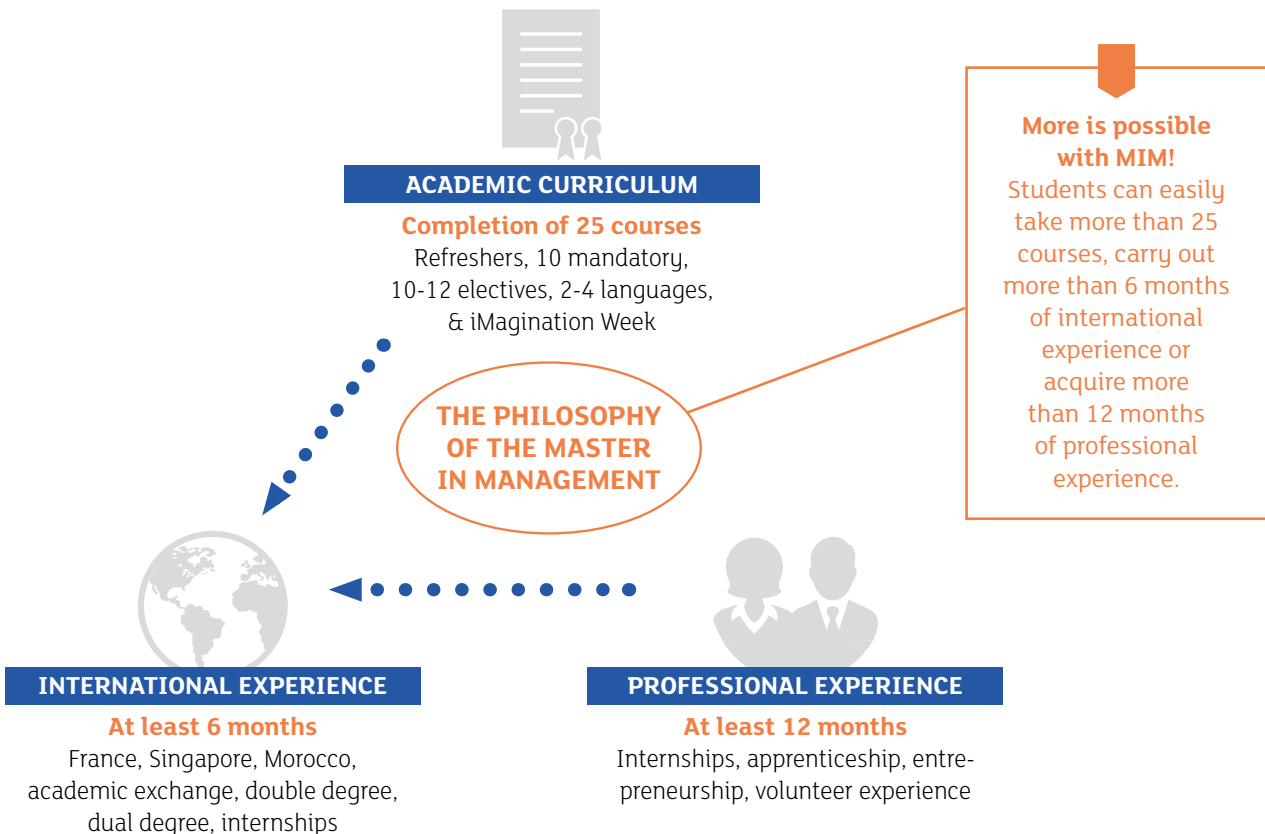 ACADEMIC CURRICULUM
Completion of 25 courses
Refreshers, 10 mandatory,
10-12 electives, 2-4 languages,
& iMagination Week
THE PHILOSOPHY
OF THE MASTER
IN MANAGEMENT
More is possible
with MIM!
Students can easily
take more than 25
courses, carry out
more than 6 months
of international
experience or
acquire more
than 12 months
of professional
experience.
INTERNATIONAL EXPERIENCE
At least 6 months
France, Singapore, Morocco,
academic exchange, double degree,
dual degree, internships
PROFESSIONAL EXPERIENCE
At least 12 months
Internships, apprenticeship, entre-
preneurship, volunteer experience